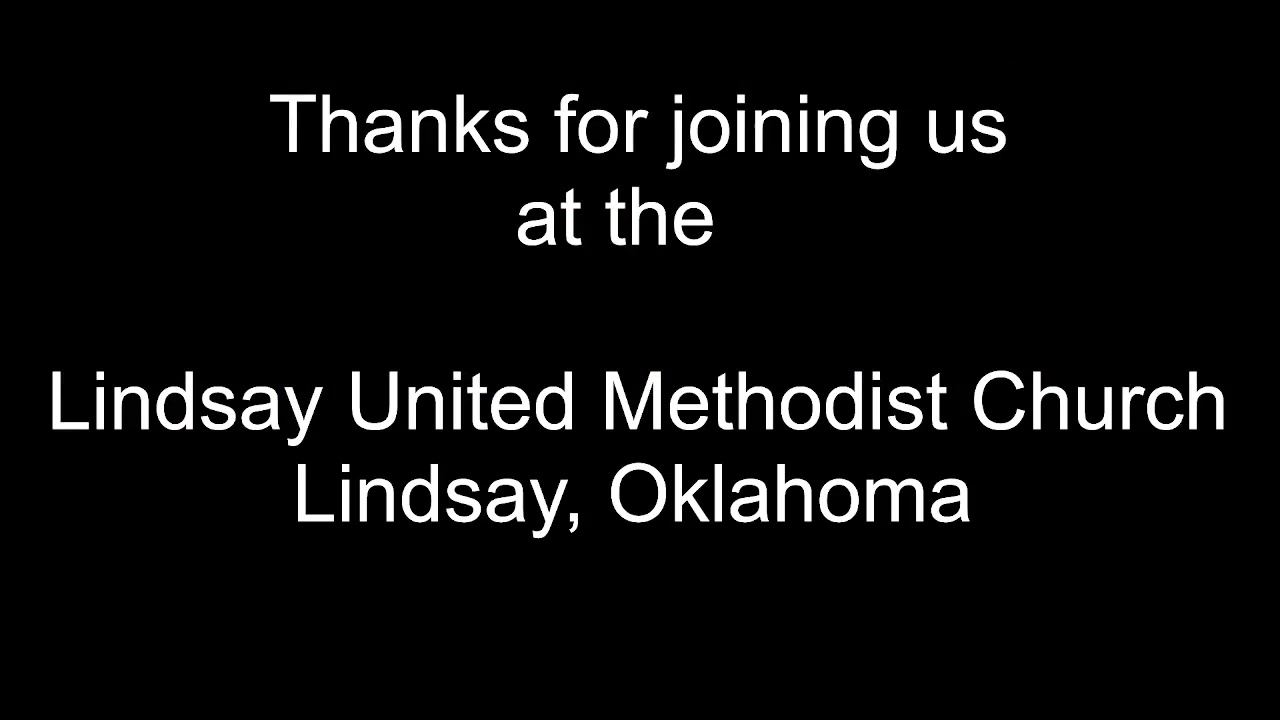 Thanks for joining us
at the
Lindsay United Methodist Church
Lindsay, Oklahoma